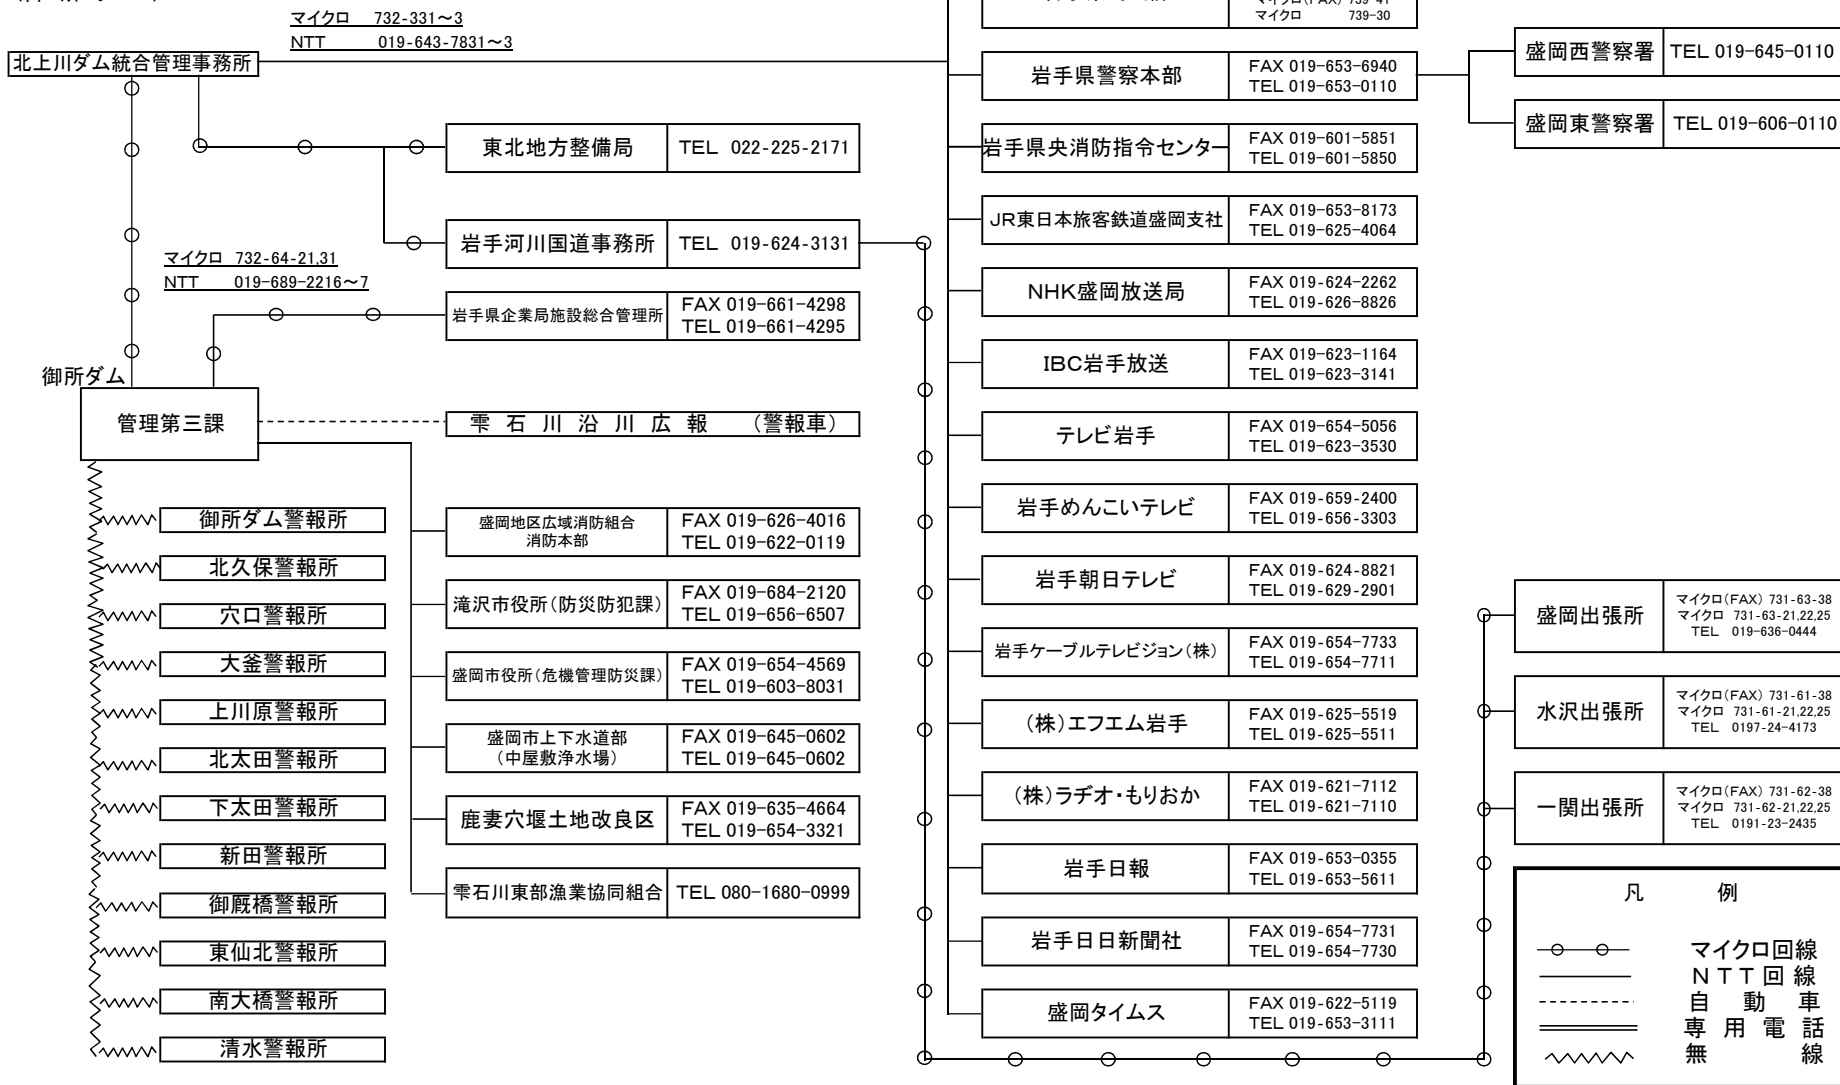 マイクロ 732-331～3
NTT 019-643-7831～3
北上川ダム統合管理事務所
東北地方整備局 TEL 022-225-2171
岩手河川国道事務所 TEL 019-624-3131
マイクロ 732-64-21,31
NTT 019-689-2216～7
岩手県企業局施設総合管理所 FAX 019-661-4298
TEL 019-661-4295
御所ダム
管理第三課
雫石川沿川広報 （警報車）
御所ダム警報所
北久保警報所
穴口警報所
大釜警報所
上川原警報所
北太田警報所
下太田警報所
新田警報所
御厩橋警報所
東仙北警報所
南大橋警報所
清水警報所
盛岡地区広域消防組合
消防本部
FAX 019-626-4016
TEL 019-622-0119
滝沢市役所（防災防犯課）
FAX 019-684-2120
TEL 019-656-6507
盛岡市役所（危機管理防災課）
FAX 019-654-4569
TEL 019-603-8031
盛岡市上下水道部
（中屋敷浄水場）
FAX 019-645-0602
TEL 019-645-0602
鹿妻穴堰土地改良区
FAX 019-635-4664
TEL 019-654-3321
雫石川東部漁業協同組合 TEL 080-1680-0999
マイクロ 739-30
岩手県警察本部
FAX 019-653-6940
TEL 019-653-0110
岩手県央消防指令センター
FAX 019-601-5851
TEL 019-601-5850
JR東日本旅客鉄道盛岡支社
FAX 019-653-8173
TEL 019-625-4064
NHK盛岡放送局
FAX 019-624-2262
TEL 019-626-8826
IBC岩手放送
FAX 019-623-1164
TEL 019-623-3141
テレビ岩手
FAX 019-654-5056
TEL 019-623-3530
岩手めんこいテレビ
FAX 019-659-2400
TEL 019-656-3303
岩手朝日テレビ
FAX 019-624-8821
TEL 019-629-2901
岩手ケーブルテレビジョン（株）
FAX 019-654-7733
TEL 019-654-7711
（株）エフエム岩手
FAX 019-625-5519
TEL 019-625-5511
（株）ラヂオ・もりおか
FAX 019-621-7112
TEL 019-621-7110
岩手日報
FAX 019-653-0355
TEL 019-653-5611
岩手日日新聞社
FAX 019-654-7731
TEL 019-654-7730
盛岡タイムス
FAX 019-622-5119
TEL 019-653-3111
盛岡西警察署 TEL 019-645-0110
盛岡東警察署 TEL 019-606-0110
盛岡出張所
マイクロ（FAX） 731-63-38
マイクロ 731-63-21,22,25
TEL 019-636-0444
水沢出張所
マイクロ（FAX） 731-61-38
マイクロ 731-61-21,22,25
TEL 0197-24-4173
一関出張所
マイクロ（FAX） 731-62-38
マイクロ 731-62-21,22,25
TEL 0191-23-2435
凡 例
マイクロ回線
NTT回線
自動車
専用電話
無線